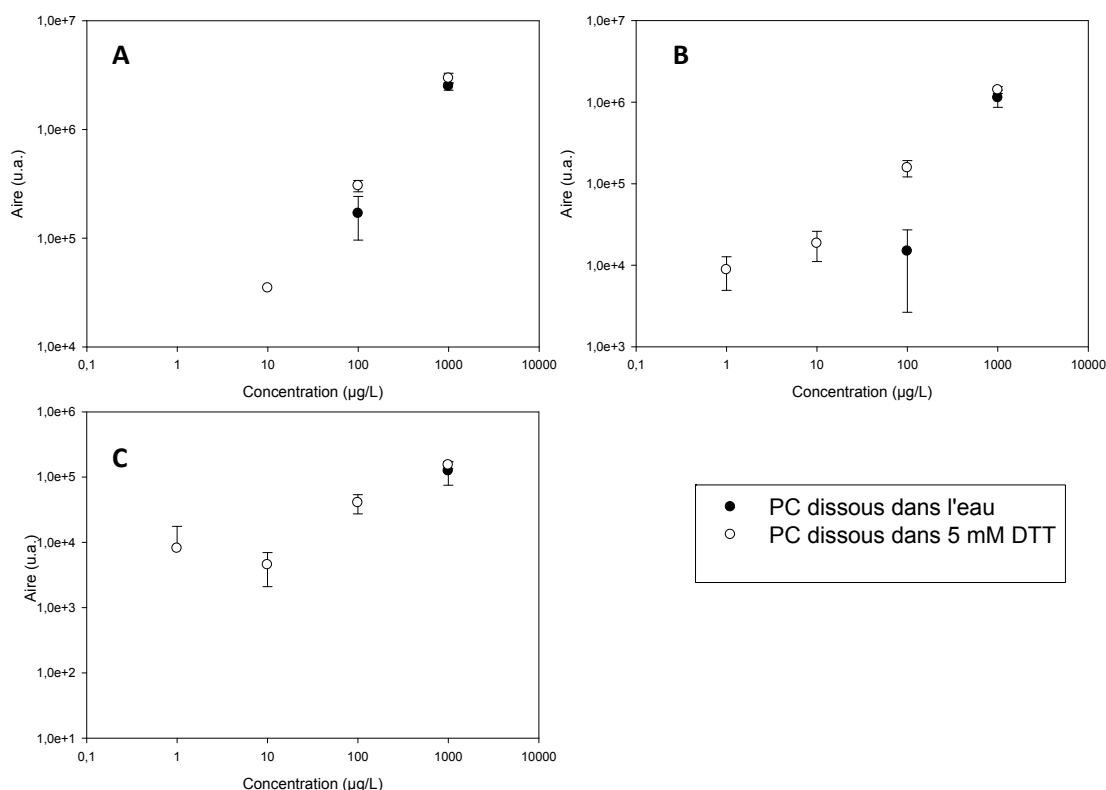 A
Aire (u.a.)
1,0e+7
1,0e+6
1,0e+5
1,0e+4
0,1 1 10 100 1000 10000
Concentration (µg/L)
B
Aire (u.a.)
1,0e+7
1,0e+6
1,0e+5
1,0e+4
1,0e+3
0,1 1 10 100 1000 10000
Concentration (µg/L)
C
Aire (u.a.)
1,0e+6
1,0e+5
1,0e+4
1,0e+3
1,0e+2
1,0e+1
0,1 1 10 100 1000 10000
Concentration (µg/L)
PC dissous dans l'eau
PC dissous dans 5 mM DTT